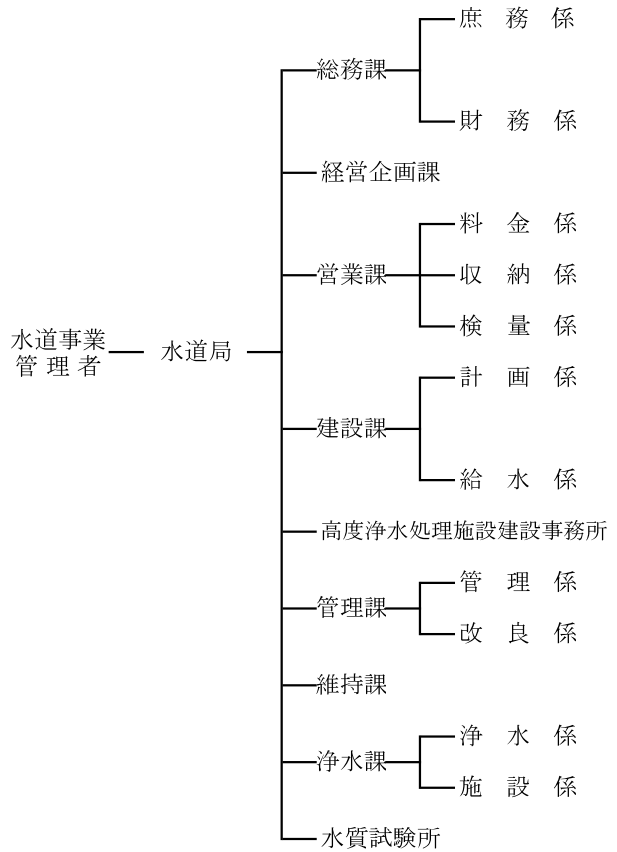 水道事業
管理者
水道局
総務課
庶務係
財務係
経営企画課
営業課
料金係
収納係
検量係
建設課
計画係
給水係
高度浄水処理施設建設事務所
管理課
管理係
改良係
維持課
浄水課
浄水係
施設係
水質試験所